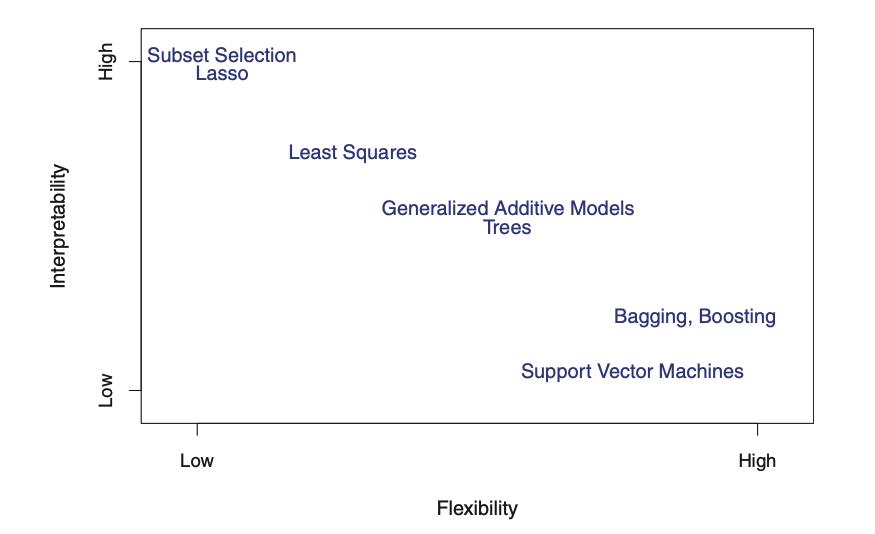 High
Subset Selection
Lasso
Least Squares
Interpretability
Generalized Additive Models
Trees
Bagging, Boosting
Support Vector Machines
Low
Low
High
Flexibility